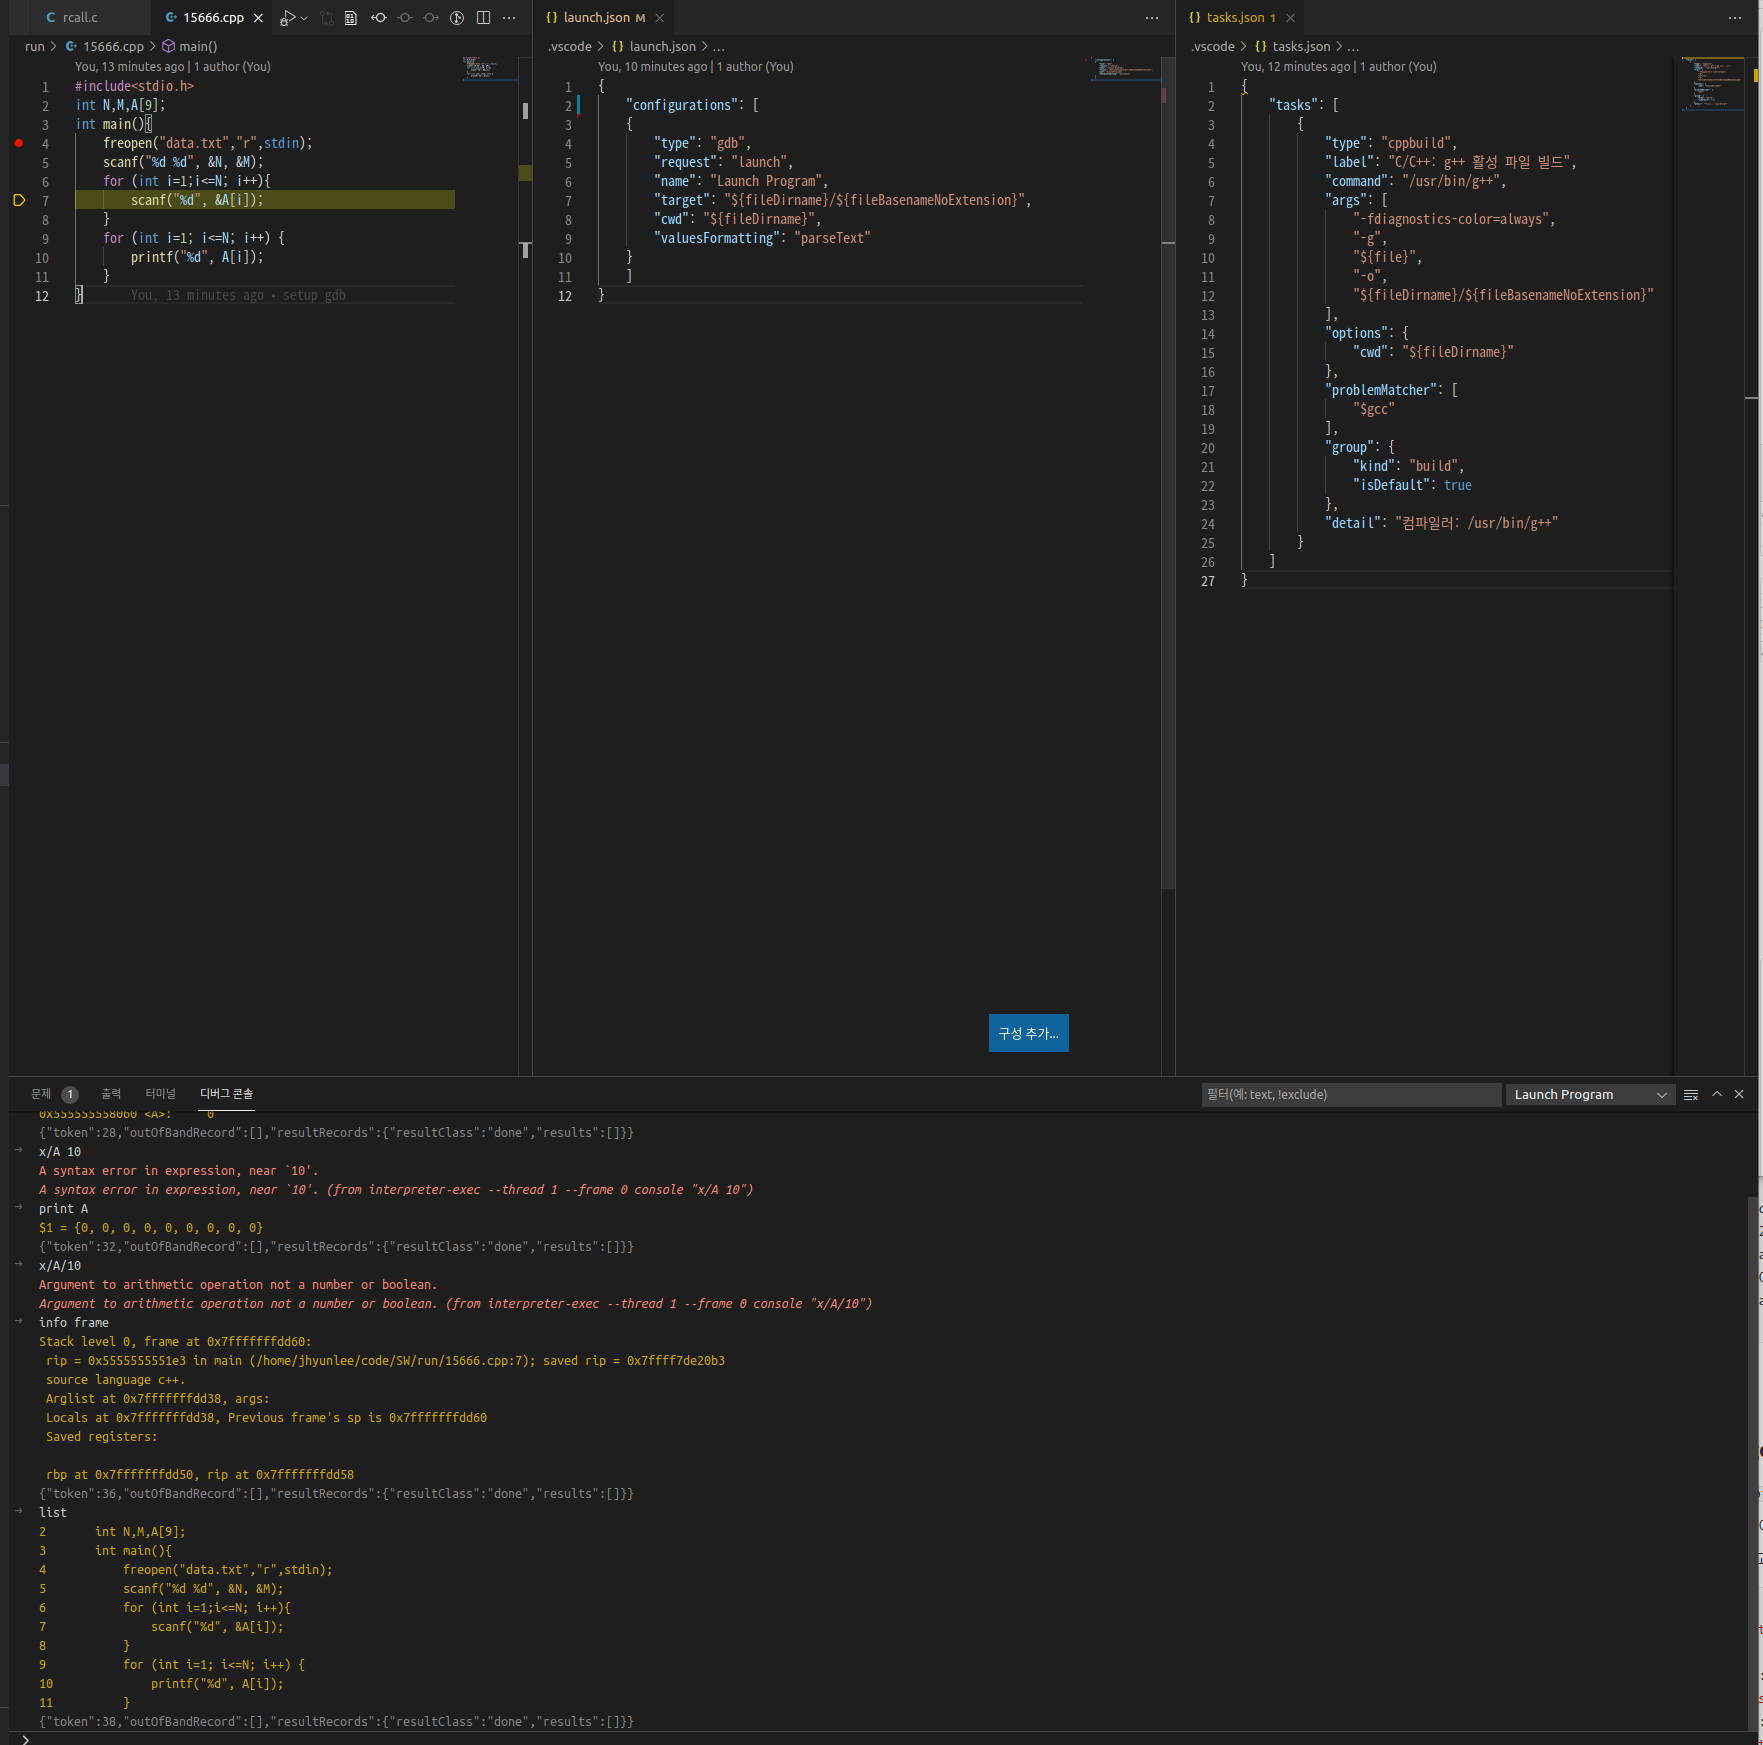 rcall.c
15666.cpp
run > 15666.cpp > main()
You, 13 minutes ago | 1 author (You)
1 #include<stdio.h>
2 int N,M,A[9];
3 int main(){
4 freopen("data.txt","r",stdin);
5 scanf("%d %d", &N, &M);
6 for (int i=1;i<=N; i++){
7 scanf("%d", &A[i]);
8 }
9 for (int i=1; i<=N; i++) {
10 printf("%d", A[i]);
11 }
12 } You, 13 minutes ago • setup gdb
launch.json M
.vscode > {} launch.json > ...
You, 10 minutes ago | 1 author (You)
1 {
2 "configurations": [
3 {
4 "type": "gdb",
5 "request": "launch",
6 "name": "Launch Program",
7 "target": "${fileDirname}/${fileBasenameNoExtension}",
8 "cwd": "${fileDirname}",
9 "valuesFormatting": "parseText"
10 }
11 ]
12 }
구성 추가...
tasks.json 1
.vscode > {} tasks.json > ...
You, 12 minutes ago | 1 author (You)
1 {
2 "tasks": [
3 {
4 "type": "cppbuild",
5 "label": "C/C++: g++ 활성 파일 빌드",
6 "command": "/usr/bin/g++",
7 "args": [
8 "-fdiagnostics-color=always",
9 "-g",
10 "${file}",
11 "-o",
12 "${fileDirname}/${fileBasenameNoExtension}"
13 ],
14 "options": {
15 "cwd": "${fileDirname}"
16 },
17 "problemMatcher": [
18 "$gcc"
19 ],
20 "group": {
21 "kind": "build",
22 "isDefault": true
23 },
24 "detail": "컴파일러: /usr/bin/g++"
25 }
26 ]
27 }
문제 1 출력 터미널 디버그 콘솔
필터(예: text, !exclude) Launch Program
0x555555558060 <A>: 0
{"token":28,"outOfBandRecord":[],"resultRecords":{"resultClass":"done","results":[]}}
x/A 10
A syntax error in expression, near `10'.
A syntax error in expression, near `10'. (from interpreter-exec --thread 1 --frame 0 console "x/A 10")
print A
$1 = {0, 0, 0, 0, 0, 0, 0, 0, 0}
{"token":32,"outOfBandRecord":[],"resultRecords":{"resultClass":"done","results":[]}}
x/A/10
Argument to arithmetic operation not a number or boolean.
Argument to arithmetic operation not a number or boolean. (from interpreter-exec --thread 1 --frame 0 console "x/A/10")
info frame
Stack level 0, frame at 0x7fffffffdd60:
rip = 0x5555555551e3 in main (/home/jhyunlee/code/SW/run/15666.cpp:7); saved rip = 0x7ffff7de20b3
source language c++.
Arglist at 0x7fffffffdd38, args:
Locals at 0x7fffffffdd38, Previous frame's sp is 0x7fffffffdd60
Saved registers:
rbp at 0x7fffffffdd50, rip at 0x7fffffffdd58
{"token":36,"outOfBandRecord":[],"resultRecords":{"resultClass":"done","results":[]}}
list
2 int N,M,A[9];
3 int main(){
4 freopen("data.txt","r",stdin);
5 scanf("%d %d", &N, &M);
6 for (int i=1;i<=N; i++){
7 scanf("%d", &A[i]);
8 }
9 for (int i=1; i<=N; i++) {
10 printf("%d", A[i]);
11 }
{"token":38,"outOfBandRecord":[],"resultRecords":{"resultClass":"done","results":[]}}